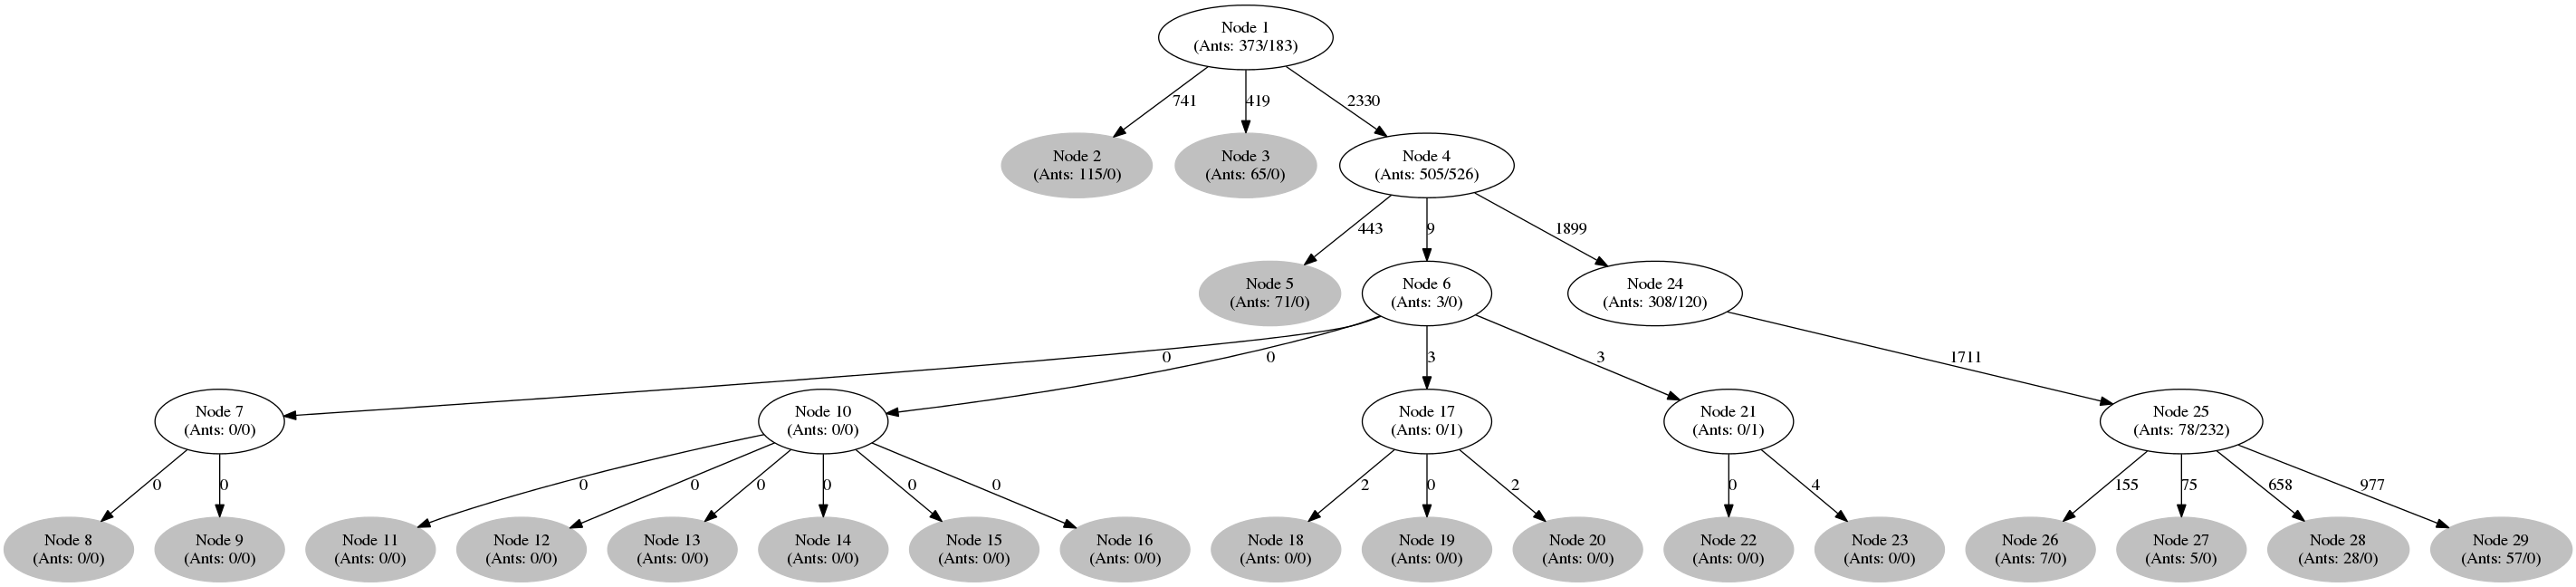 Node 1
(Ants: 373/183)
741
419
2330
Node 2
(Ants: 115/0)
Node 3
(Ants: 65/0)
Node 4
(Ants: 505/526)
443
9
1899
Node 5
(Ants: 71/0)
Node 6
(Ants: 3/0)
Node 24
(Ants: 308/120)
0
0
3
3
1711
Node 7
(Ants: 0/0)
Node 10
(Ants: 0/0)
Node 17
(Ants: 0/1)
Node 21
(Ants: 0/1)
Node 25
(Ants: 78/232)
0
0
0
0
0
0
0
0
2
0
2
0
4
155
75
658
977
Node 8
(Ants: 0/0)
Node 9
(Ants: 0/0)
Node 11
(Ants: 0/0)
Node 12
(Ants: 0/0)
Node 13
(Ants: 0/0)
Node 14
(Ants: 0/0)
Node 15
(Ants: 0/0)
Node 16
(Ants: 0/0)
Node 18
(Ants: 0/0)
Node 19
(Ants: 0/0)
Node 20
(Ants: 0/0)
Node 22
(Ants: 0/0)
Node 23
(Ants: 0/0)
Node 26
(Ants: 7/0)
Node 27
(Ants: 5/0)
Node 28
(Ants: 28/0)
Node 29
(Ants: 57/0)